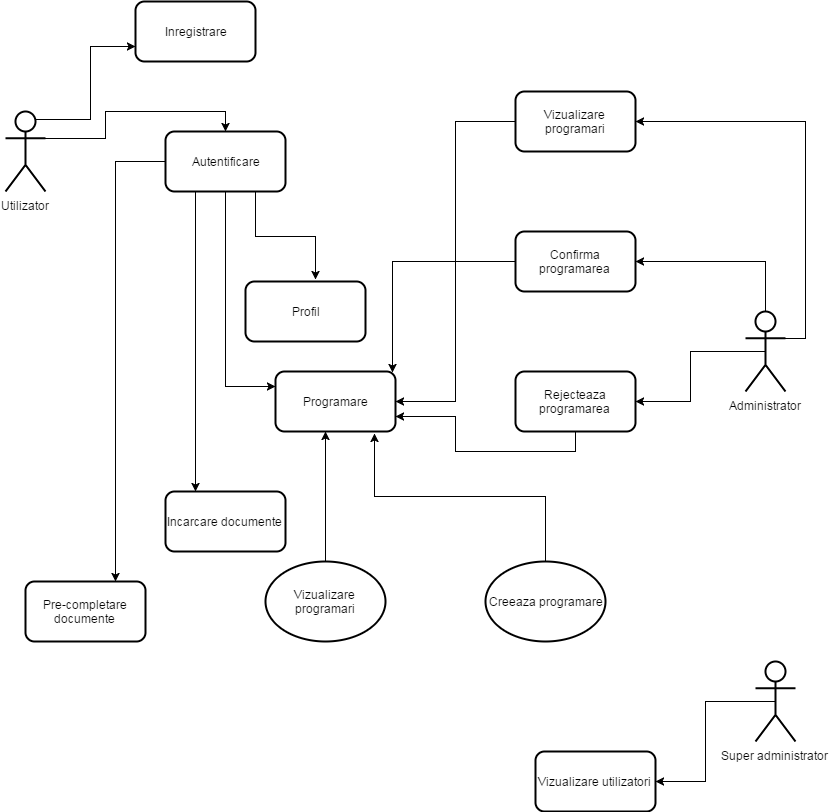 Inregistrare
Vizualizare
programari
Autentificare
Utilizator
Confirma
programarea
Profil
Programare
Rejecteaza
programarea
Administrator
Incarcare documente
Pre-completare
documente
Vizualizare
programari
Creeaza programare
Super administrator
Vizualizare utilizatori